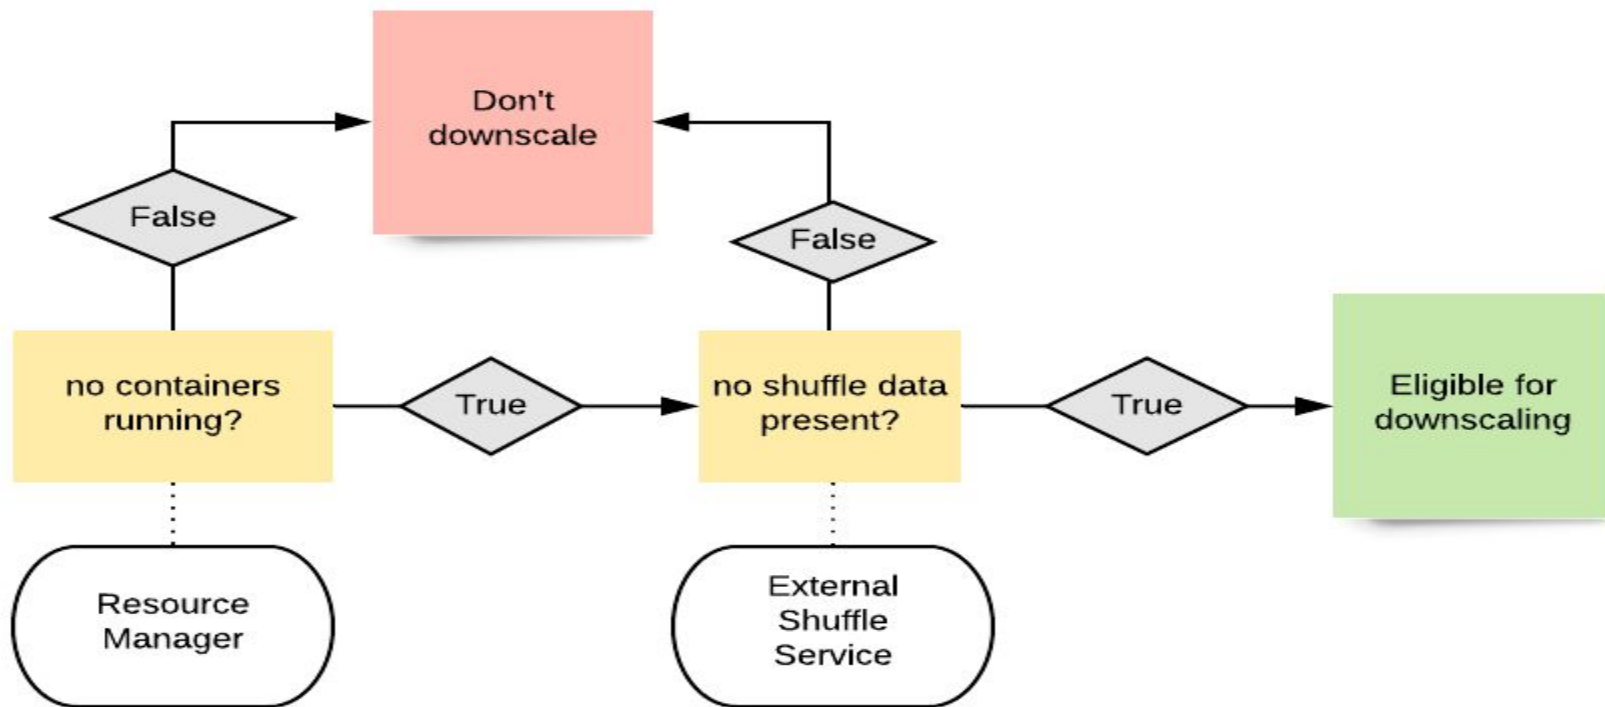 Don't
downscale
False
False
no containers
running?
True
no shuffle data
present?
True
Eligible for
downscaling
Resource
Manager
External
Shuffle
Service